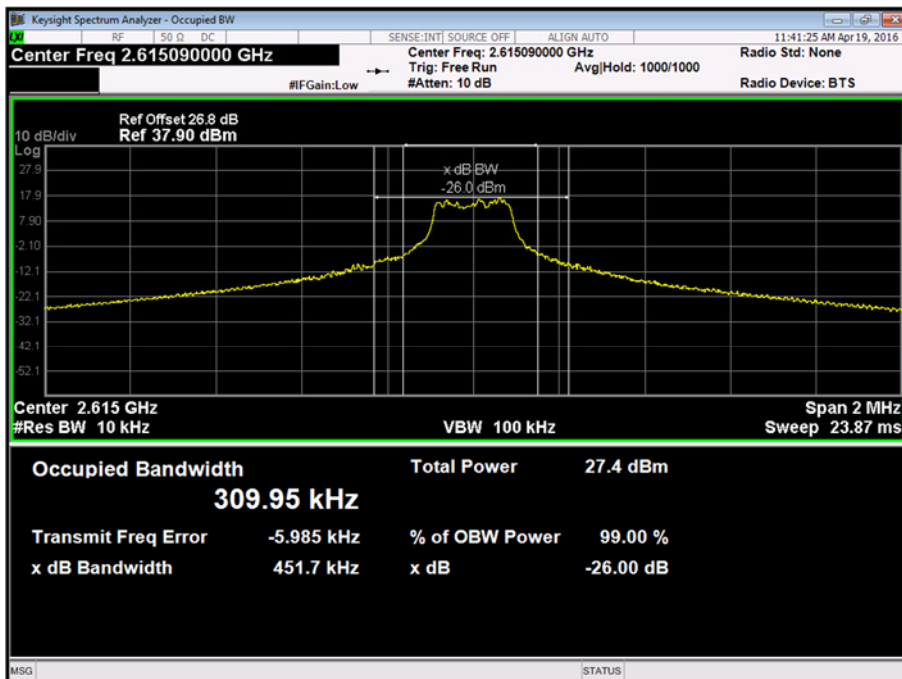 Keysight Spectrum Analyzer - Occupied BW
LXI RF 50 Ω DC SENSE:INT SOURCE OFF ALIGN AUTO 11:41:25 AM Apr 19, 2016
Center Freq 2.615090000 GHz Center Freq: 2.615090000 GHz Radio Std: None
Trig: Free Run Avg|Hold: 1000/1000
#IFGain:Low #Atten: 10 dB Radio Device: BTS
Ref Offset 26.8 dB
10 dB/div Ref 37.90 dBm
Log
27.9
x dB BW
-26.0 dBm
17.9
7.90
-2.10
-12.1
-22.1
-32.1
-42.1
-52.1
Center 2.615 GHz Span 2 MHz
#Res BW 10 kHz VBW 100 kHz Sweep 23.87 ms
Occupied Bandwidth Total Power 27.4 dBm
309.95 kHz
Transmit Freq Error -5.985 kHz % of OBW Power 99.00 %
x dB Bandwidth 451.7 kHz x dB -26.00 dB
MSG STATUS